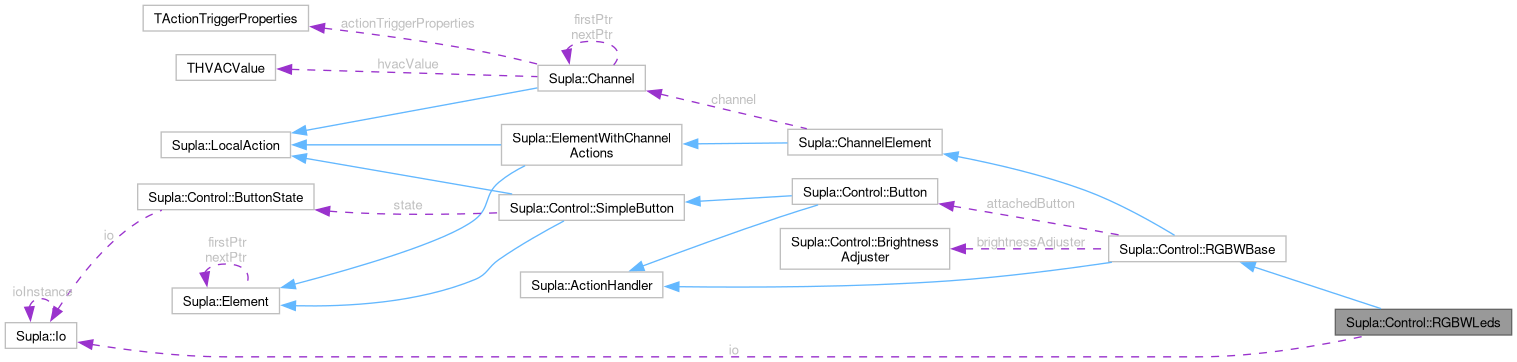 TActionTriggerProperties
actionTriggerProperties
firstPtr
nextPtr
THVACValue
hvacValue
Supla::Channel
channel
Supla::LocalAction
Supla::ElementWithChannel
Actions
Supla::ChannelElement
Supla::Control::ButtonState
state
Supla::Control::SimpleButton
Supla::Control::Button
attachedButton
io
firstPtr
nextPtr
Supla::Control::Brightness
Adjuster
brightnessAdjuster
Supla::Control::RGBWBase
ioInstance
Supla::Element
Supla::ActionHandler
Supla::Io
Supla::Control::RGBWLeds
io